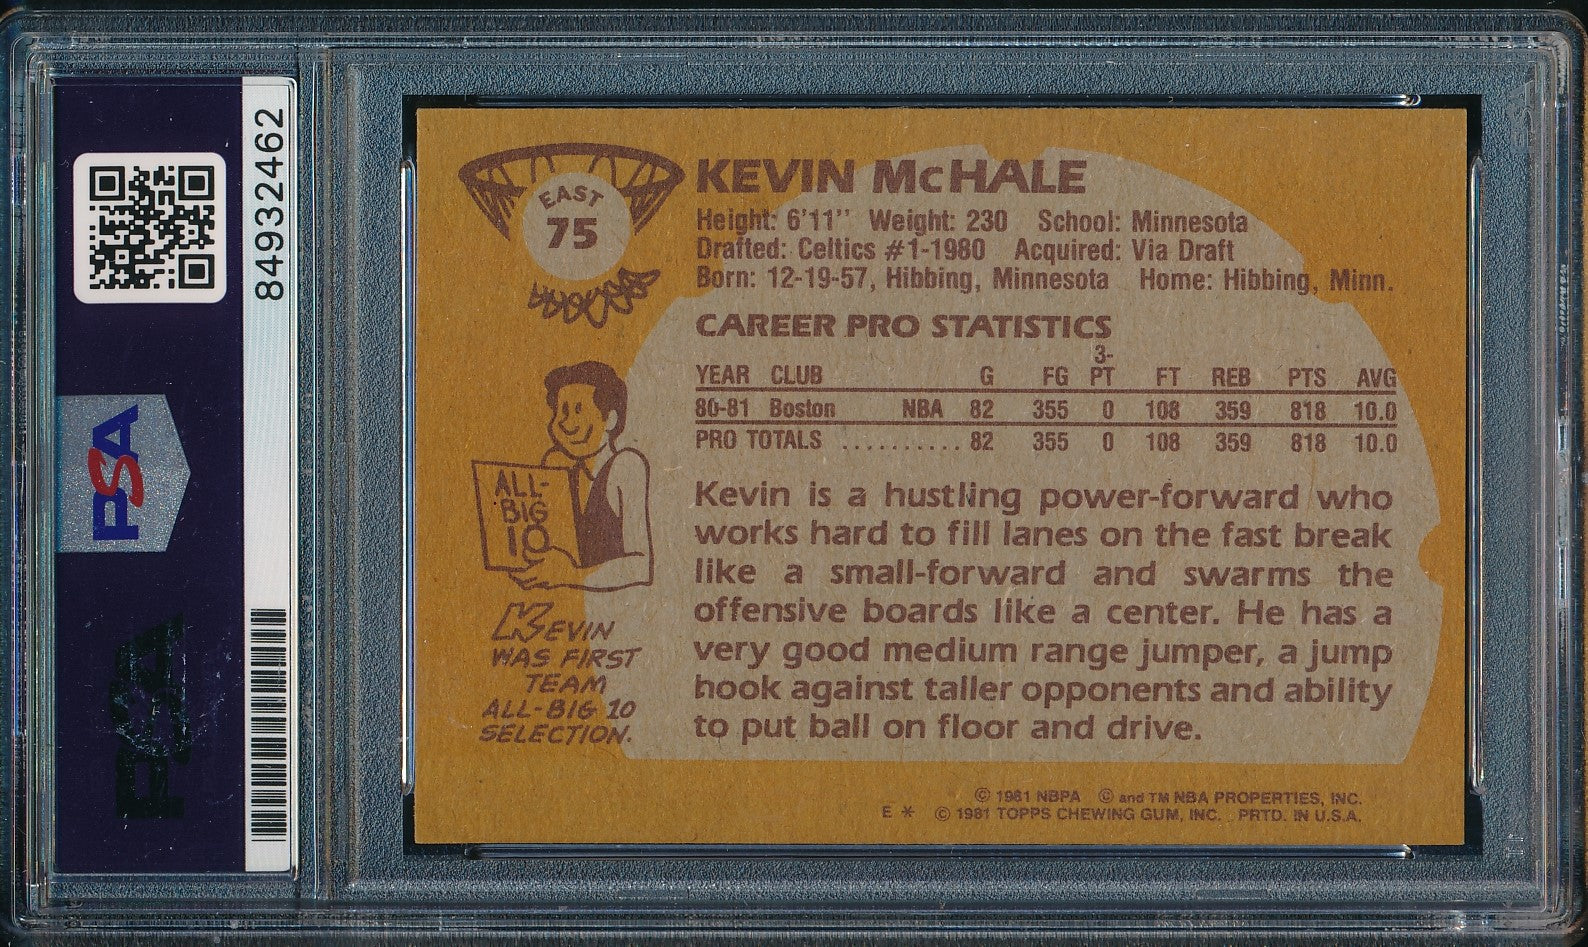 84932462
PSA
EAST
75
KEVIN McHALE
Height: 6'11'' Weight: 230 School: Minnesota
Drafted: Celtics #1-1980 Acquired: Via Draft
Born: 12-19-57, Hibbing, Minnesota Home: Hibbing, Minn.
CAREER PRO STATISTICS
3-
YEAR CLUB G FG PT FT REB PTS AVG
80-81 Boston NBA 82 355 0 108 359 818 10.0
PRO TOTALS ........... 82 355 0 108 359 818 10.0
ALL-
BIG
10
KEVIN
WAS FIRST
TEAM
ALL-BIG 10
SELECTION.
Kevin is a hustling power-forward who
works hard to fill lanes on the fast break
like a small-forward and swarms the
offensive boards like a center. He has a
very good medium range jumper, a jump
hook against taller opponents and ability
to put ball on floor and drive.
© 1981 NBPA © and TM NBA PROPERTIES, INC.
E * © 1981 TOPPS CHEWING GUM, INC. PRTD. IN U.S.A.
PSA